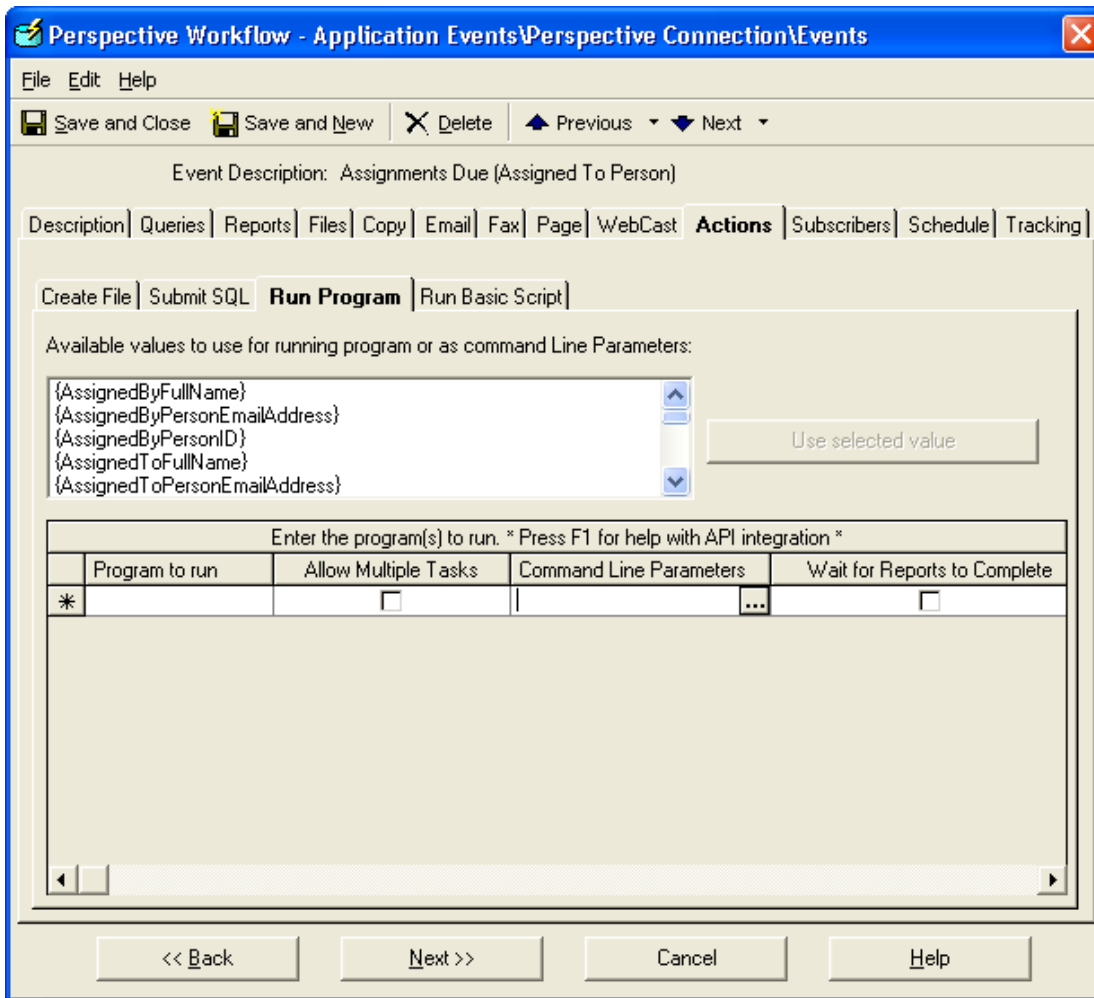 Perspective Workflow - Application Events\Perspective Connection\Events
File Edit Help
Save and Close Save and New Delete Previous Next
Event Description: Assignments Due (Assigned To Person)
Description Queries Reports Files Copy Email Fax Page WebCast Actions Subscribers Schedule Tracking
Create File Submit SQL Run Program Run Basic Script
Available values to use for running program or as command Line Parameters:
{AssignedByFullName}
{AssignedByPersonEmailAddress}
{AssignedByPersonID}
Use selected value
{AssignedToFullName}
{AssignedToPersonEmailAddress}
Enter the program(s) to run. * Press F1 for help with API integration *
Program to run Allow Multiple Tasks Command Line Parameters Wait for Reports to Complete
...
<< Back Next >> Cancel Help